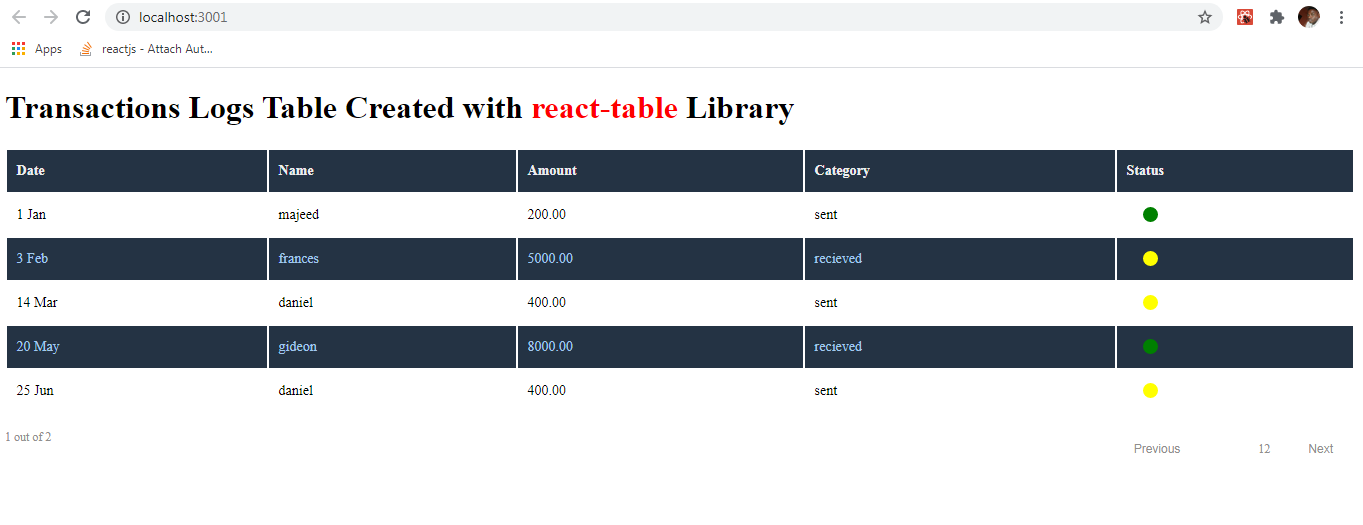 localhost:3001
Apps reactjs - Attach Aut...
Transactions Logs Table Created with react-table Library
Date Name Amount Category Status
1 Jan majeed 200.00 sent
3 Feb frances 5000.00 recieved
14 Mar daniel 400.00 sent
20 May gideon 8000.00 recieved
25 Jun daniel 400.00 sent
1 out of 2
Previous 12 Next